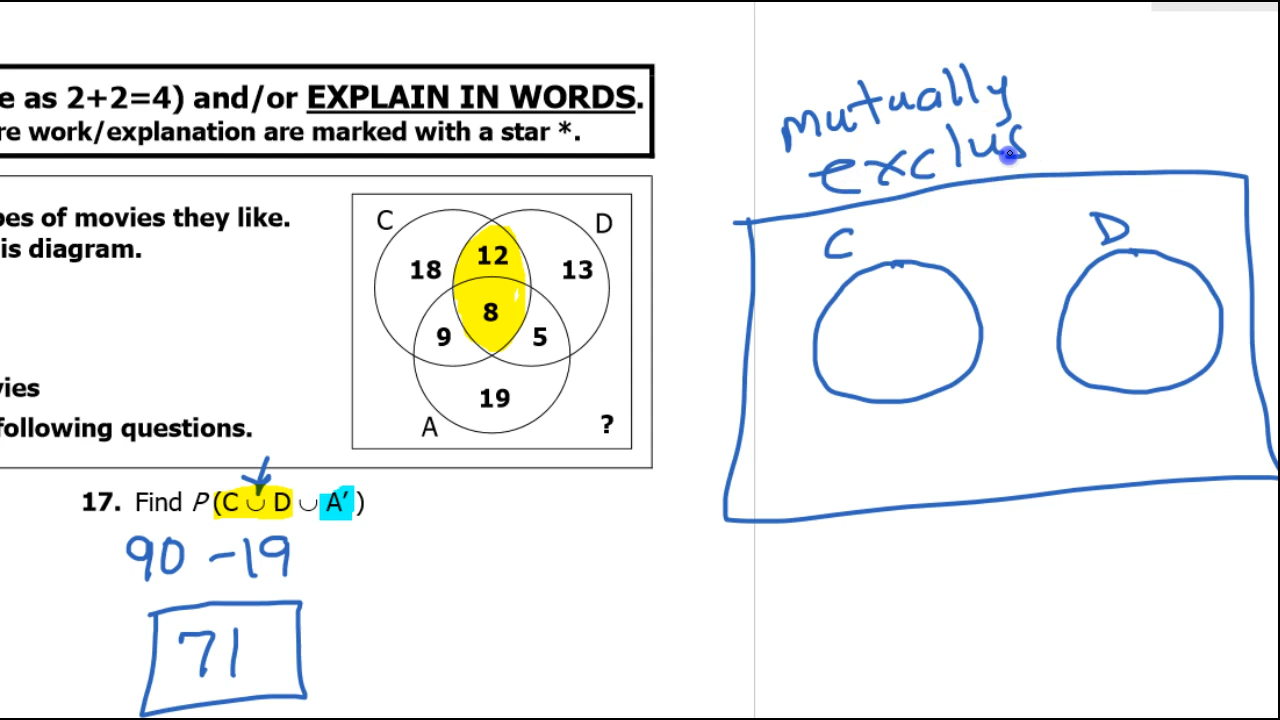 e as 2+2=4) and/or EXPLAIN IN WORDS.
re work/explanation are marked with a star *.
pes of movies they like.
is diagram.
vies
following questions.
C
D
12
18
13
8
9
5
19
A
?
17. Find P(C ∪ D ∪ A′)
90 -19
71
mutually
exclus
C
D